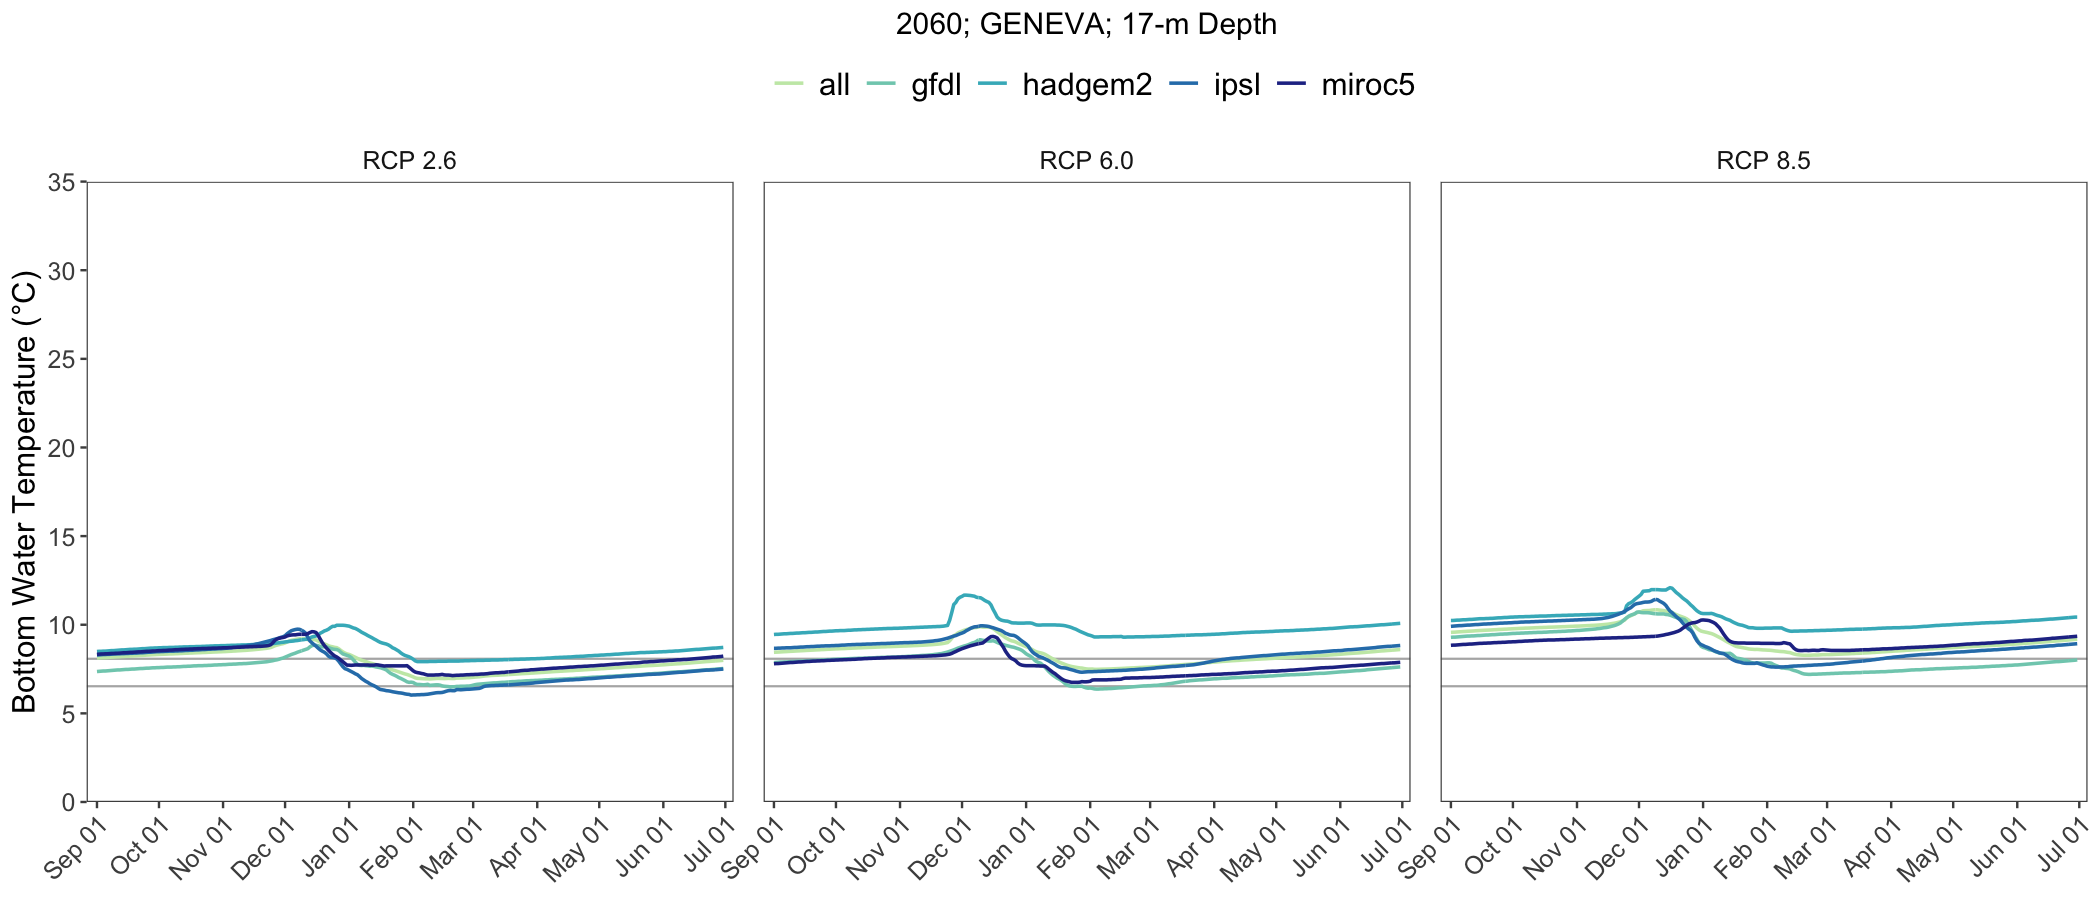 2060; GENEVA; 17-m Depth
all gfdl hadgem2 ipsl miroc5
RCP 2.6 RCP 6.0 RCP 8.5
Bottom Water Temperature (°C)
35
30
25
20
15
10
5
0
Sep 01 Oct 01 Nov 01 Dec 01 Jan 01 Feb 01 Mar 01 Apr 01 May 01 Jun 01 Jul 01 Sep 01 Oct 01 Nov 01 Dec 01 Jan 01 Feb 01 Mar 01 Apr 01 May 01 Jun 01 Jul 01 Sep 01 Oct 01 Nov 01 Dec 01 Jan 01 Feb 01 Mar 01 Apr 01 May 01 Jun 01 Jul 01